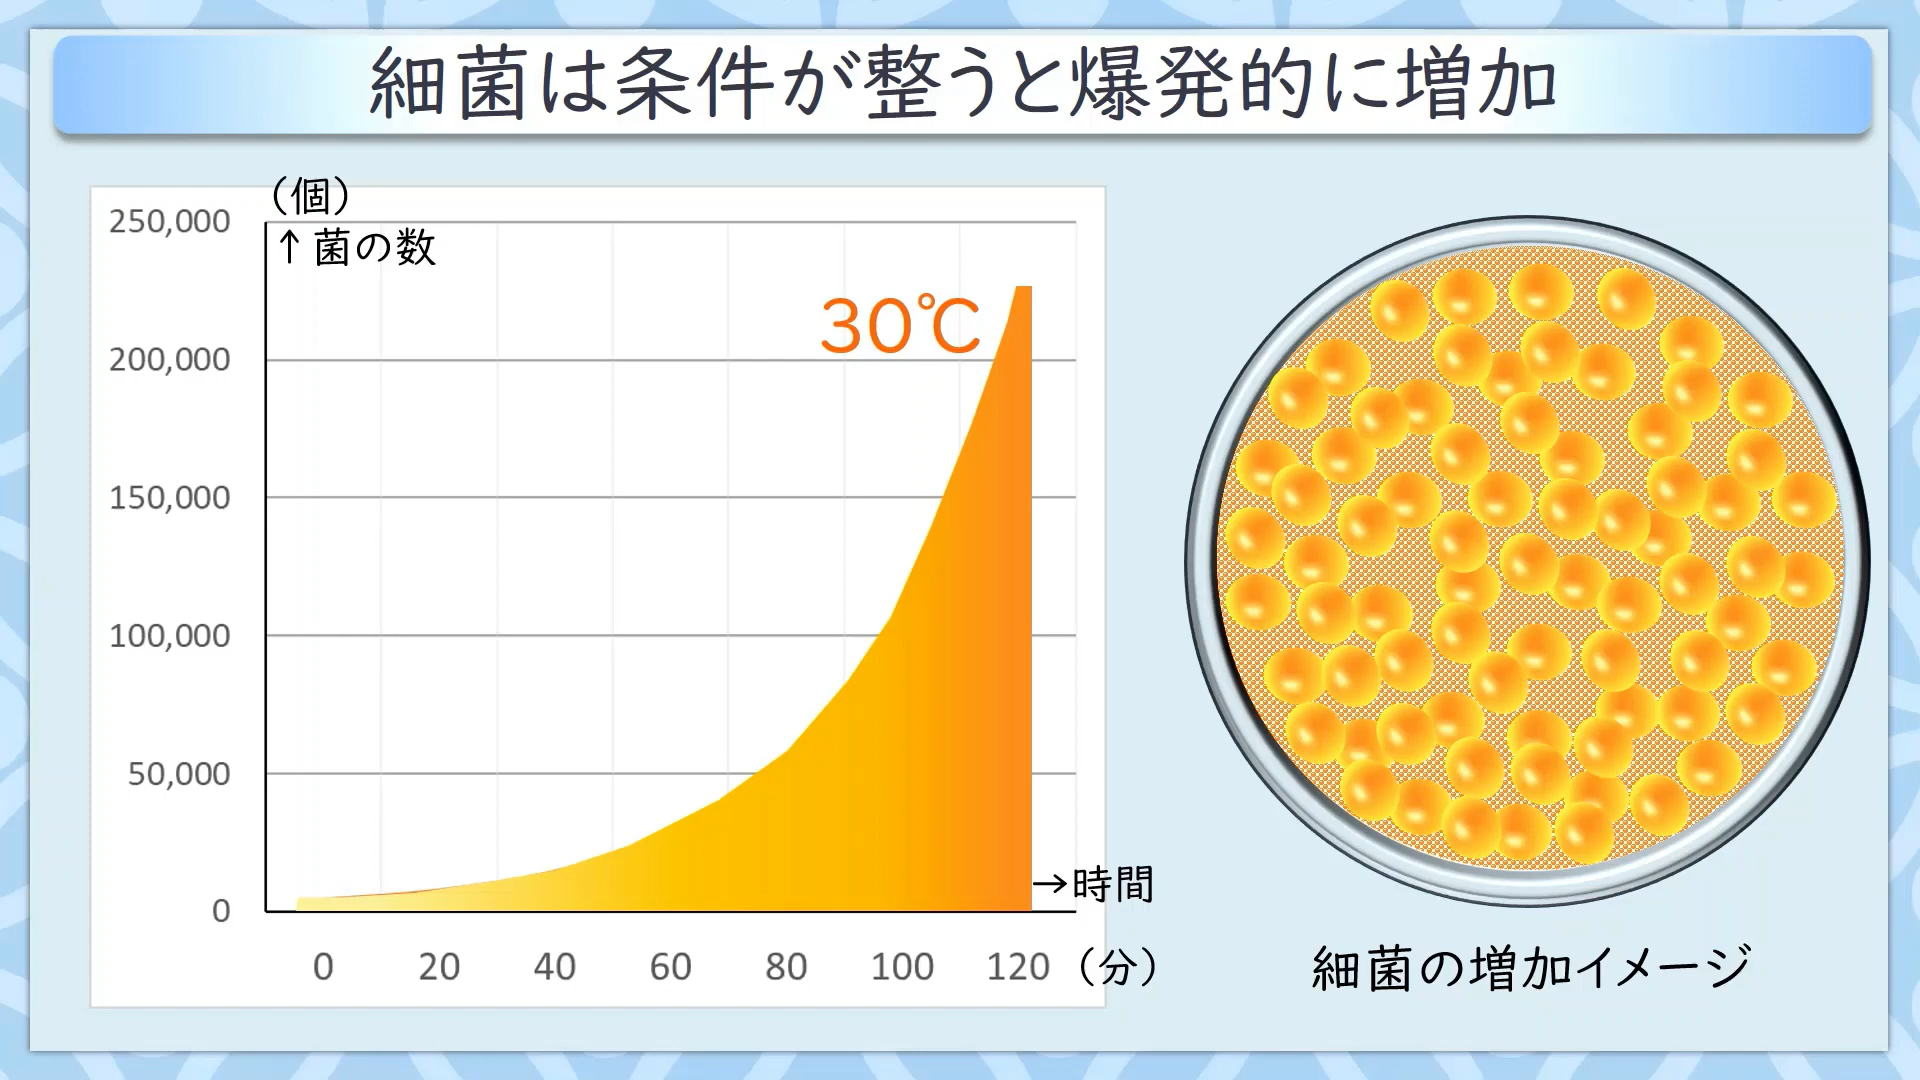 細菌は条件が整うと爆発的に増加
（個）
↑菌の数
250,000
200,000
150,000
100,000
50,000
0
30℃
→時間
0 20 40 60 80 100 120（分）
細菌の増加イメージ